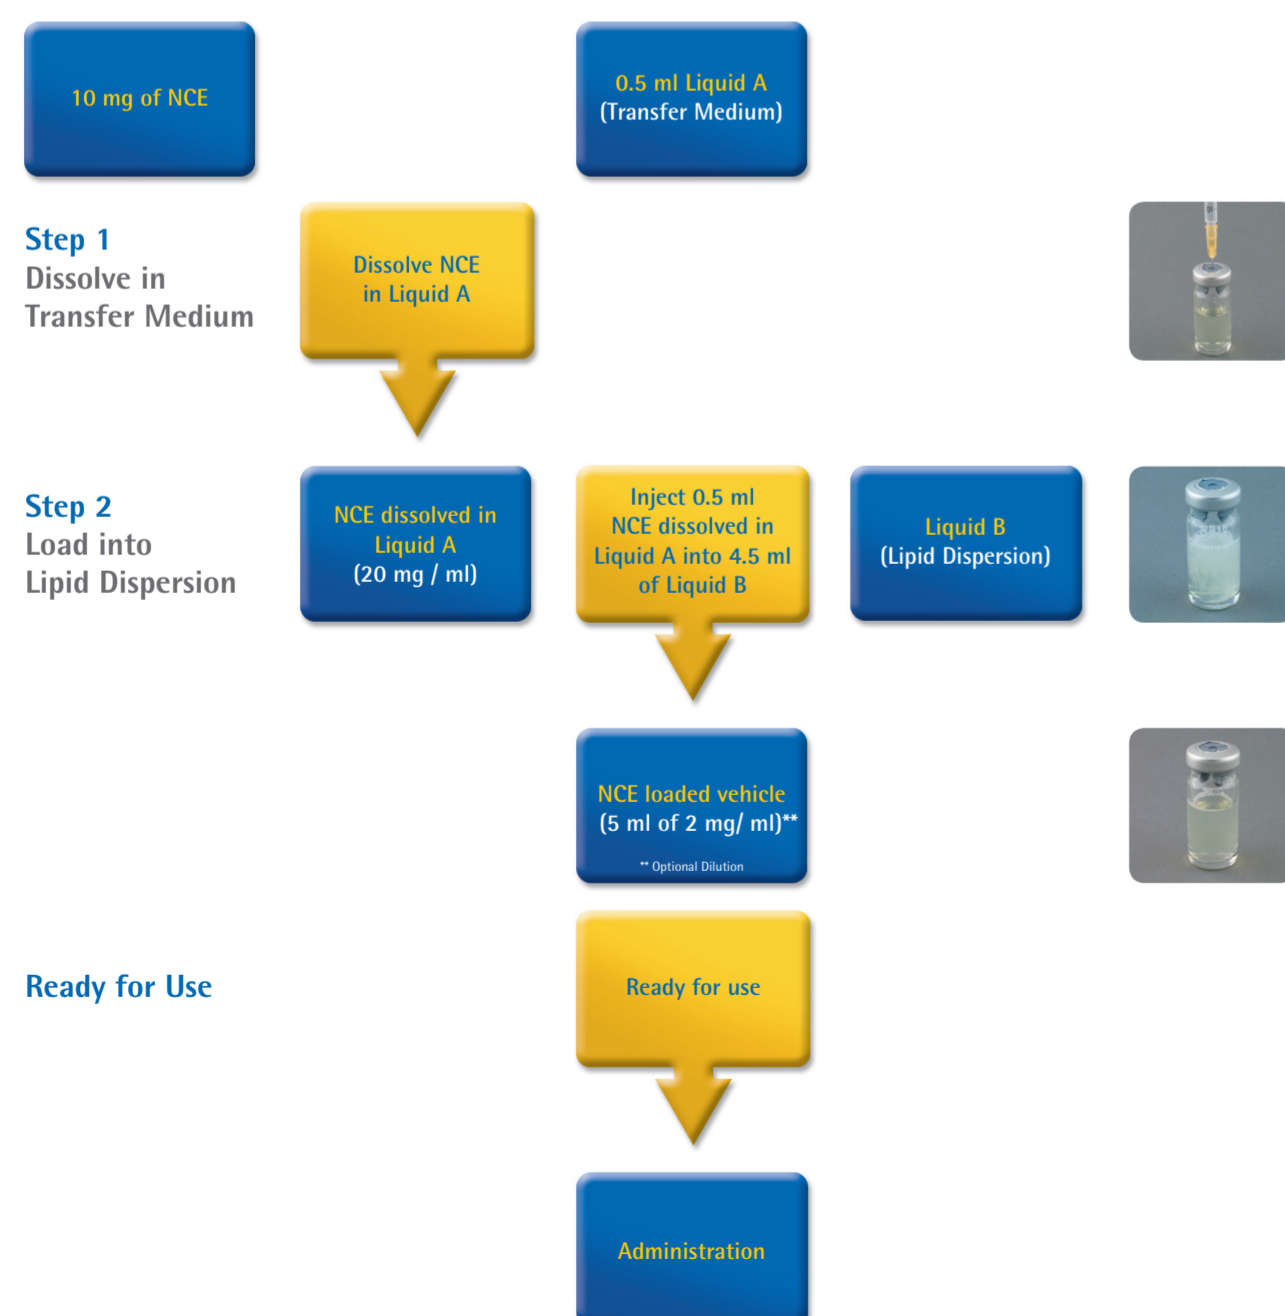 10 mg of NCE
0.5 ml Liquid A
(Transfer Medium)
Step 1
Dissolve in
Transfer Medium
Dissolve NCE
in Liquid A
Step 2
Load into
Lipid Dispersion
NCE dissolved in
Liquid A
(20 mg / ml)
Inject 0.5 ml
NCE dissolved in
Liquid A into 4.5 ml
of Liquid B
Liquid B
(Lipid Dispersion)
NCE loaded vehicle
(5 ml of 2 mg/ ml)**
** Optional Dilution
Ready for Use
Ready for use
Administration